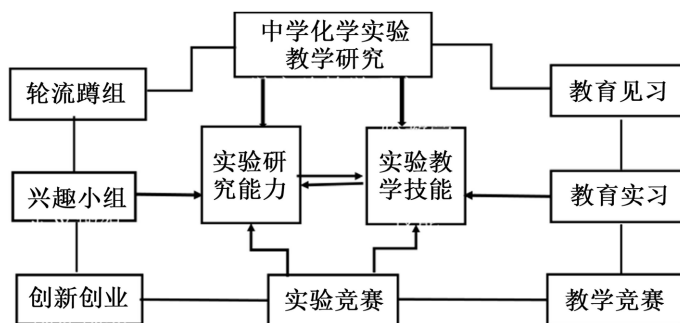 中学化学实验
教学研究
轮流蹲组
教育见习
实验研
究能力
实验教
学技能
兴趣小组
教育实习
创新创业
实验竞赛
教学竞赛